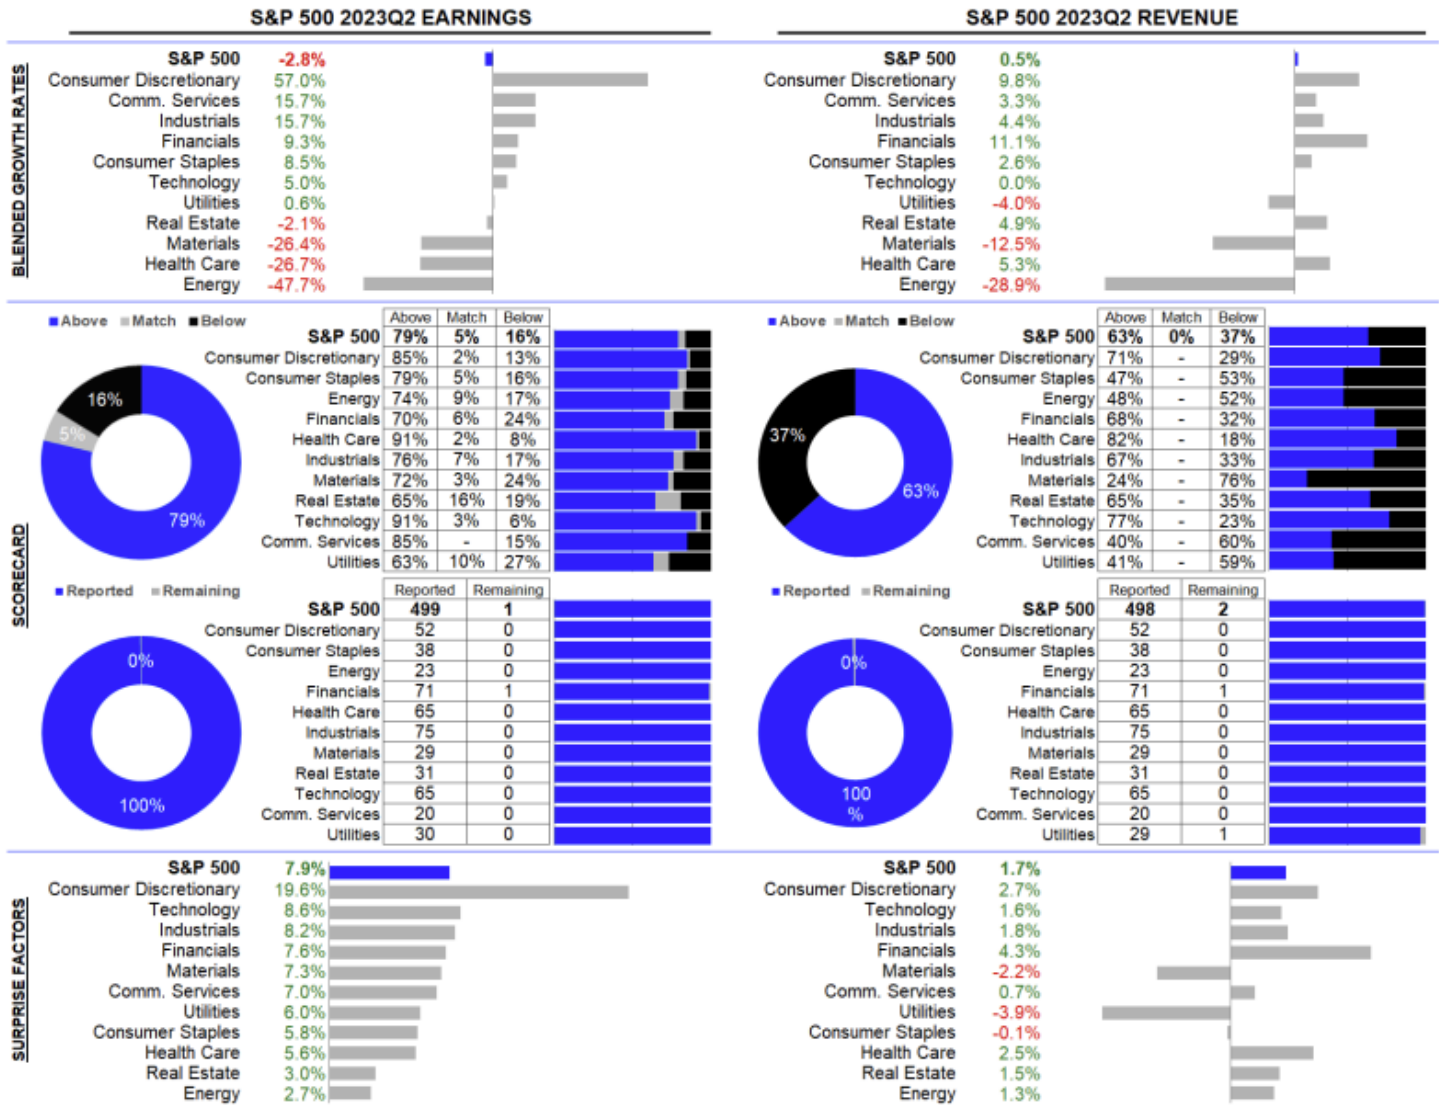 S&P 500 2023Q2 EARNINGS
BLENDED GROWTH RATES
S&P 500 -2.8%
Consumer Discretionary 57.0%
Comm. Services 15.7%
Industrials 15.7%
Financials 9.3%
Consumer Staples 8.5%
Technology 5.0%
Utilities 0.6%
Real Estate -2.1%
Materials -26.4%
Health Care -26.7%
Energy -47.7%
S&P 500 2023Q2 REVENUE
S&P 500 0.5%
Consumer Discretionary 9.8%
Comm. Services 3.3%
Industrials 4.4%
Financials 11.1%
Consumer Staples 2.6%
Technology 0.0%
Utilities -4.0%
Real Estate 4.9%
Materials -12.5%
Health Care 5.3%
Energy -28.9%
SCORECARD
Above Match Below
16%
5%
79%
Above Match Below
S&P 500 79% 5% 16%
Consumer Discretionary 85% 2% 13%
Consumer Staples 79% 5% 16%
Energy 74% 9% 17%
Financials 70% 6% 24%
Health Care 91% 2% 8%
Industrials 76% 7% 17%
Materials 72% 3% 24%
Real Estate 65% 16% 19%
Technology 91% 3% 6%
Comm. Services 85% - 15%
Utilities 63% 10% 27%
Above Match Below
37%
63%
Above Match Below
S&P 500 63% 0% 37%
Consumer Discretionary 71% - 29%
Consumer Staples 47% - 53%
Energy 48% - 52%
Financials 68% - 32%
Health Care 82% - 18%
Industrials 67% - 33%
Materials 24% - 76%
Real Estate 65% - 35%
Technology 77% - 23%
Comm. Services 40% - 60%
Utilities 41% - 59%
Reported Remaining
0%
100%
Reported Remaining
S&P 500 499 1
Consumer Discretionary 52 0
Consumer Staples 38 0
Energy 23 0
Financials 71 1
Health Care 65 0
Industrials 75 0
Materials 29 0
Real Estate 31 0
Technology 65 0
Comm. Services 20 0
Utilities 30 0
Reported Remaining
0%
100
%
Reported Remaining
S&P 500 498 2
Consumer Discretionary 52 0
Consumer Staples 38 0
Energy 23 0
Financials 71 1
Health Care 65 0
Industrials 75 0
Materials 29 0
Real Estate 31 0
Technology 65 0
Comm. Services 20 0
Utilities 29 1
SURPRISE FACTORS
S&P 500 7.9%
Consumer Discretionary 19.6%
Technology 8.6%
Industrials 8.2%
Financials 7.6%
Materials 7.3%
Comm. Services 7.0%
Utilities 6.0%
Consumer Staples 5.8%
Health Care 5.6%
Real Estate 3.0%
Energy 2.7%
S&P 500 1.7%
Consumer Discretionary 2.7%
Technology 1.6%
Industrials 1.8%
Financials 4.3%
Materials -2.2%
Comm. Services 0.7%
Utilities -3.9%
Consumer Staples -0.1%
Health Care 2.5%
Real Estate 1.5%
Energy 1.3%